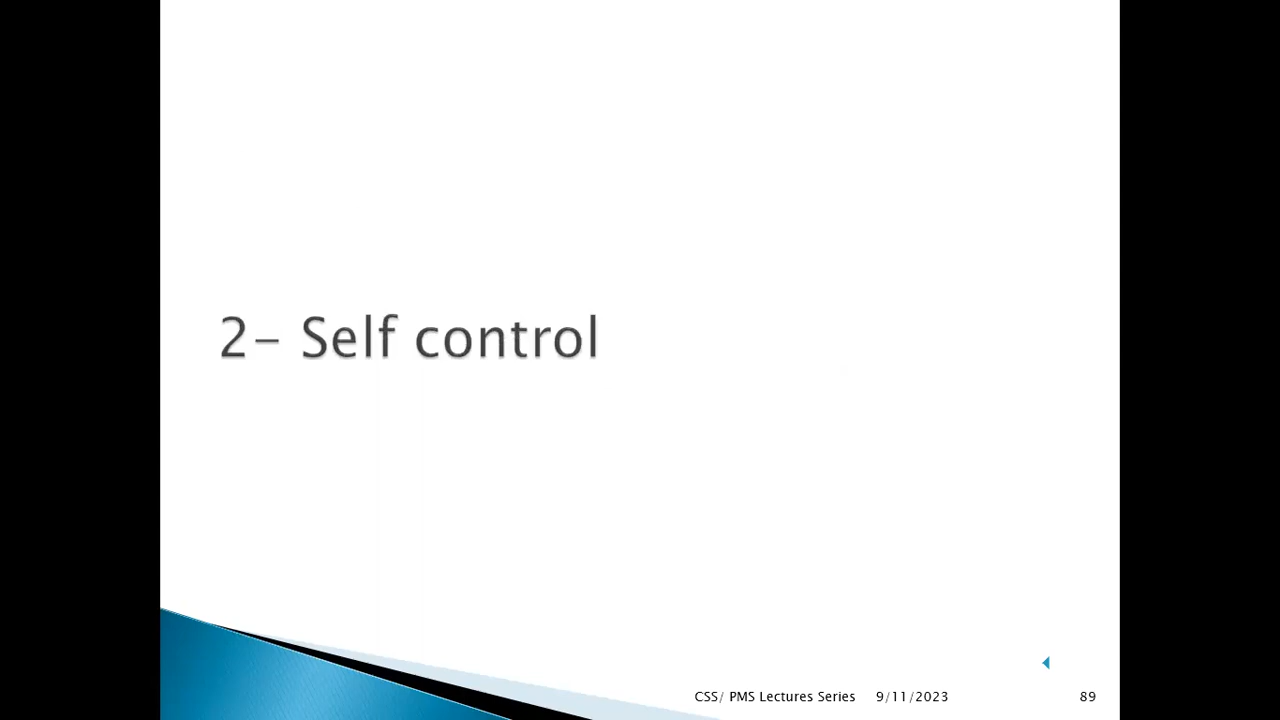 2- Self control
CSS/ PMS Lectures Series 9/11/2023 89